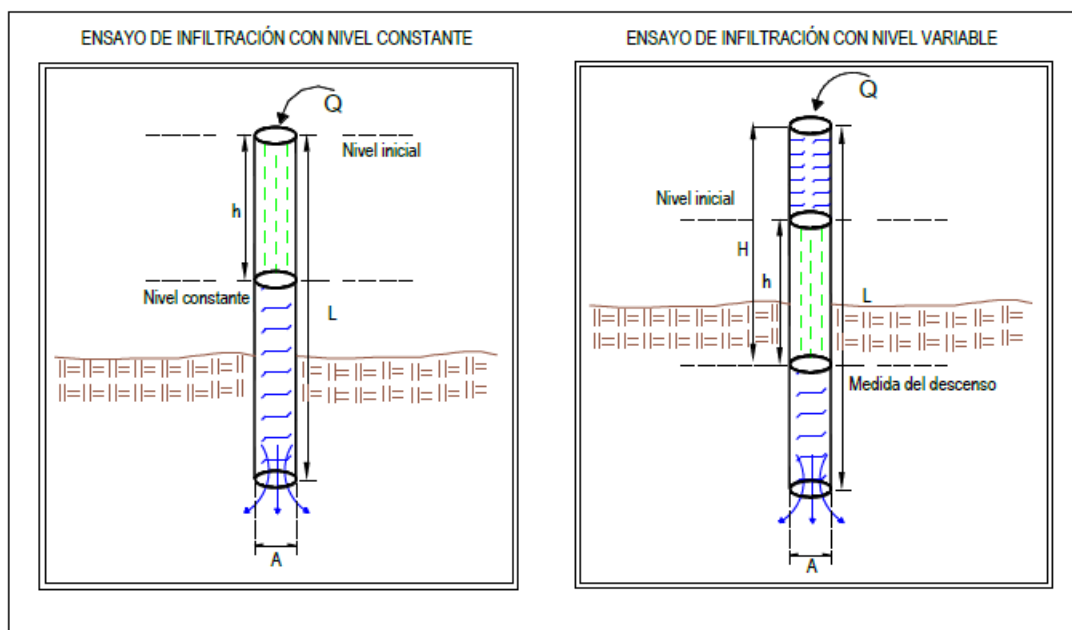 ENSAYO DE INFILTRACIÓN CON NIVEL CONSTANTE
Q
Nivel inicial
h
Nivel constante
L
A
ENSAYO DE INFILTRACIÓN CON NIVEL VARIABLE
Q
Nivel inicial
H
h
L
Medida del descenso
A